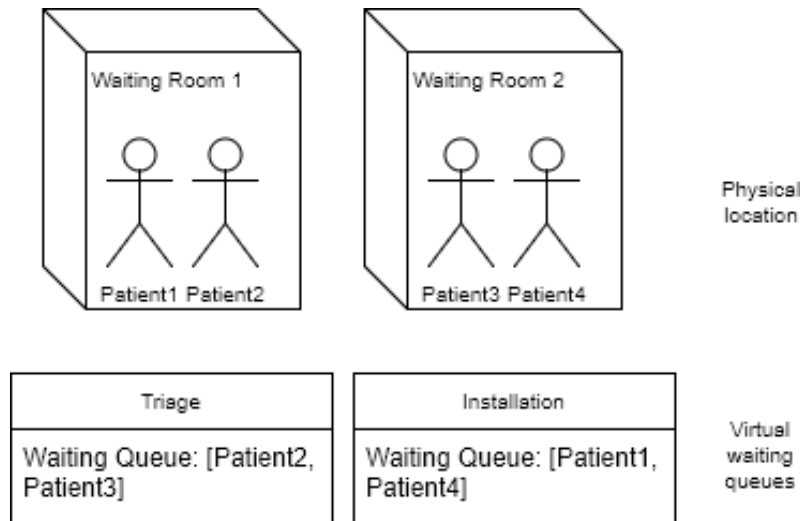 Waiting Room 1
Waiting Room 2
Patient1 Patient2
Patient3 Patient4
Physical
location
Triage
Waiting Queue: [Patient2,
Patient3]
Installation
Waiting Queue: [Patient1,
Patient4]
Virtual
waiting
queues